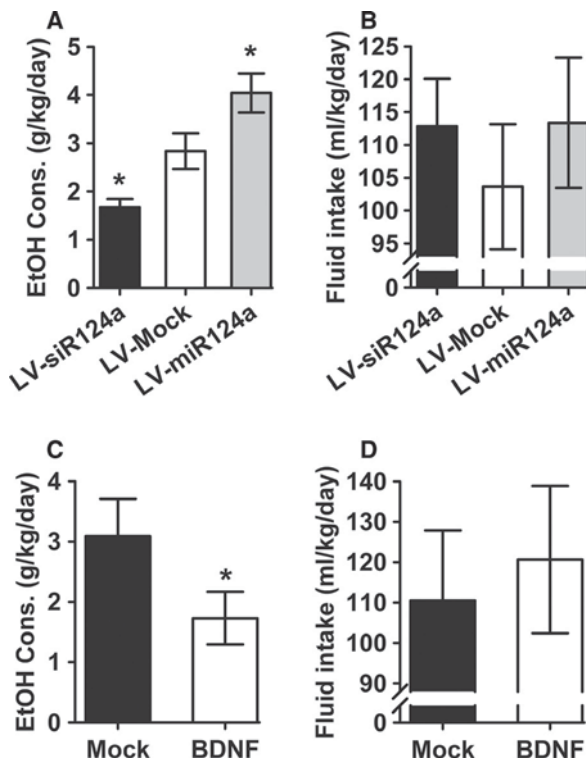 A
EtOH Cons. (g/kg/day)
5
4
3
2
1
0
*
*
LV-siR124a
LV-Mock
LV-miR124a
B
Fluid intake (ml/kg/day)
125
120
115
110
105
100
95
0
LV-siR124a
LV-Mock
LV-miR124a
C
EtOH Cons. (g/kg/day)
4
3
2
1
0
*
Mock
BDNF
D
Fluid intake (ml/kg/day)
140
130
120
110
100
90
0
Mock
BDNF